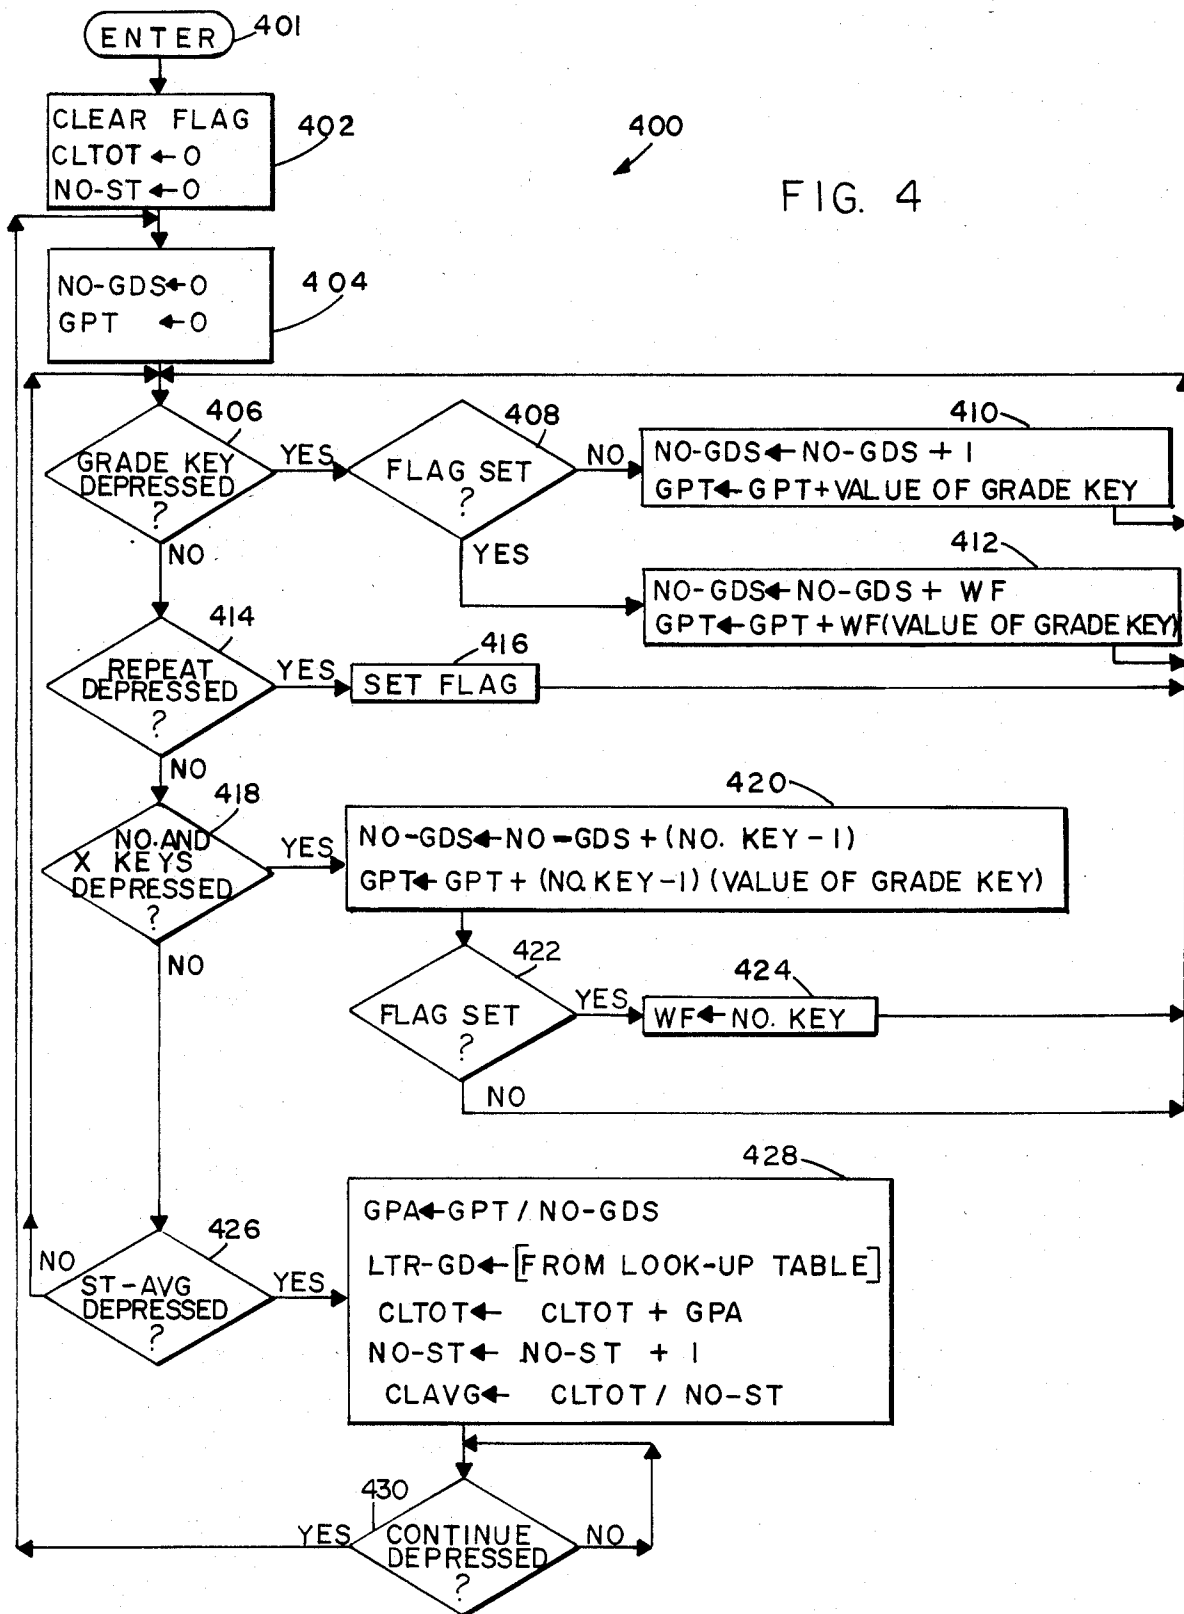 ENTER 401
CLEAR FLAG
CLTOT ← 0
NO-ST ← 0
402
400
FIG. 4
NO-GDS ← 0
GPT ← 0
404
GRADE KEY
DEPRESSED
?
406
YES
NO
FLAG SET
?
408
NO
YES
410
NO-GDS ← NO-GDS + 1
GPT ← GPT + VALUE OF GRADE KEY
412
NO-GDS ← NO-GDS + WF
GPT ← GPT + WF (VALUE OF GRADE KEY)
414
REPEAT
DEPRESSED
?
YES
NO
416
SET FLAG
418
NO. AND
X KEYS
DEPRESSED
?
YES
NO
420
NO-GDS ← NO-GDS + (NO. KEY - 1)
GPT ← GPT + (NO. KEY - 1) (VALUE OF GRADE KEY)
422
FLAG SET
?
YES
NO
424
WF ← NO. KEY
426
ST-AVG
DEPRESSED
?
NO
YES
428
GPA ← GPT / NO-GDS
LTR-GD ← [FROM LOOK-UP TABLE]
CLTOT ← CLTOT + GPA
NO-ST ← NO-ST + 1
CLAVG ← CLTOT / NO-ST
430
CONTINUE
DEPRESSED
?
YES
NO